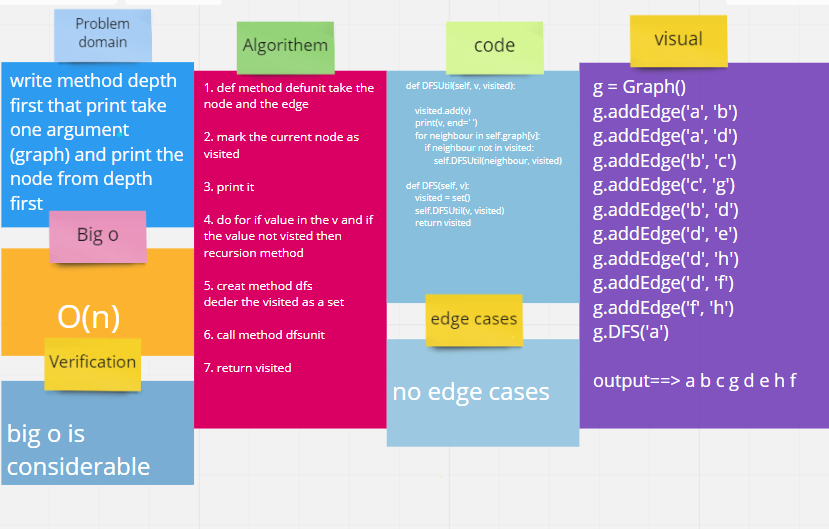 Problem
domain
write method depth
first that print take
one argument
(graph) and print the
node from depth
first
Big o
O(n)
Verification
big o is
considerable
Algorithem
1. def method defunit take the
node and the edge
2. mark the current node as
visited
3. print it
4. do for if value in the v and if
the value not visted then
recursion method
5. creat method dfs
decler the visited as a set
6. call method dfsunit
7. return visited
code
def DFSUtil(self, v, visited):
visited.add(v)
print(v, end=' ')
for neighbour in self.graph[v]:
if neighbour not in visited:
self.DFSUtil(neighbour, visited)
def DFS(self, v):
visited = set()
self.DFSUtil(v, visited)
return visited
edge cases
no edge cases
visual
g = Graph()
g.addEdge('a', 'b')
g.addEdge('a', 'd')
g.addEdge('b', 'c')
g.addEdge('c', 'g')
g.addEdge('b', 'd')
g.addEdge('d', 'e')
g.addEdge('d', 'h')
g.addEdge('d', 'f')
g.addEdge('f', 'h')
g.DFS('a')
output==> a b c g d e h f